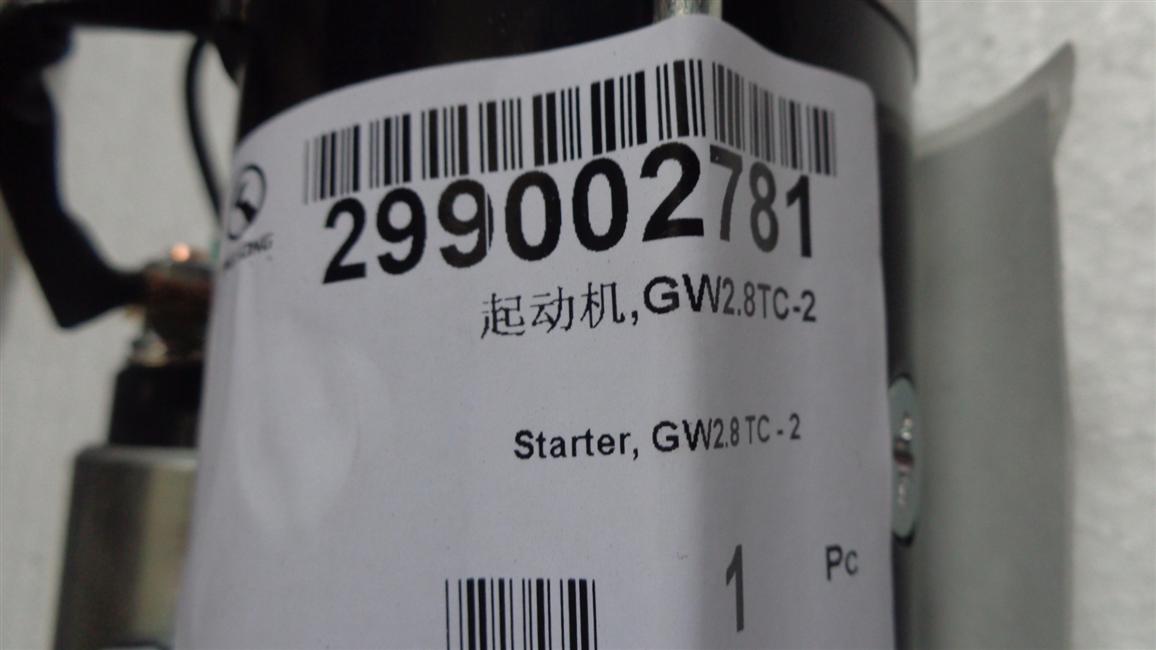 299002781
起动机,GW2.8TC-2
Starter, GW2.8 TC - 2
1 Pc